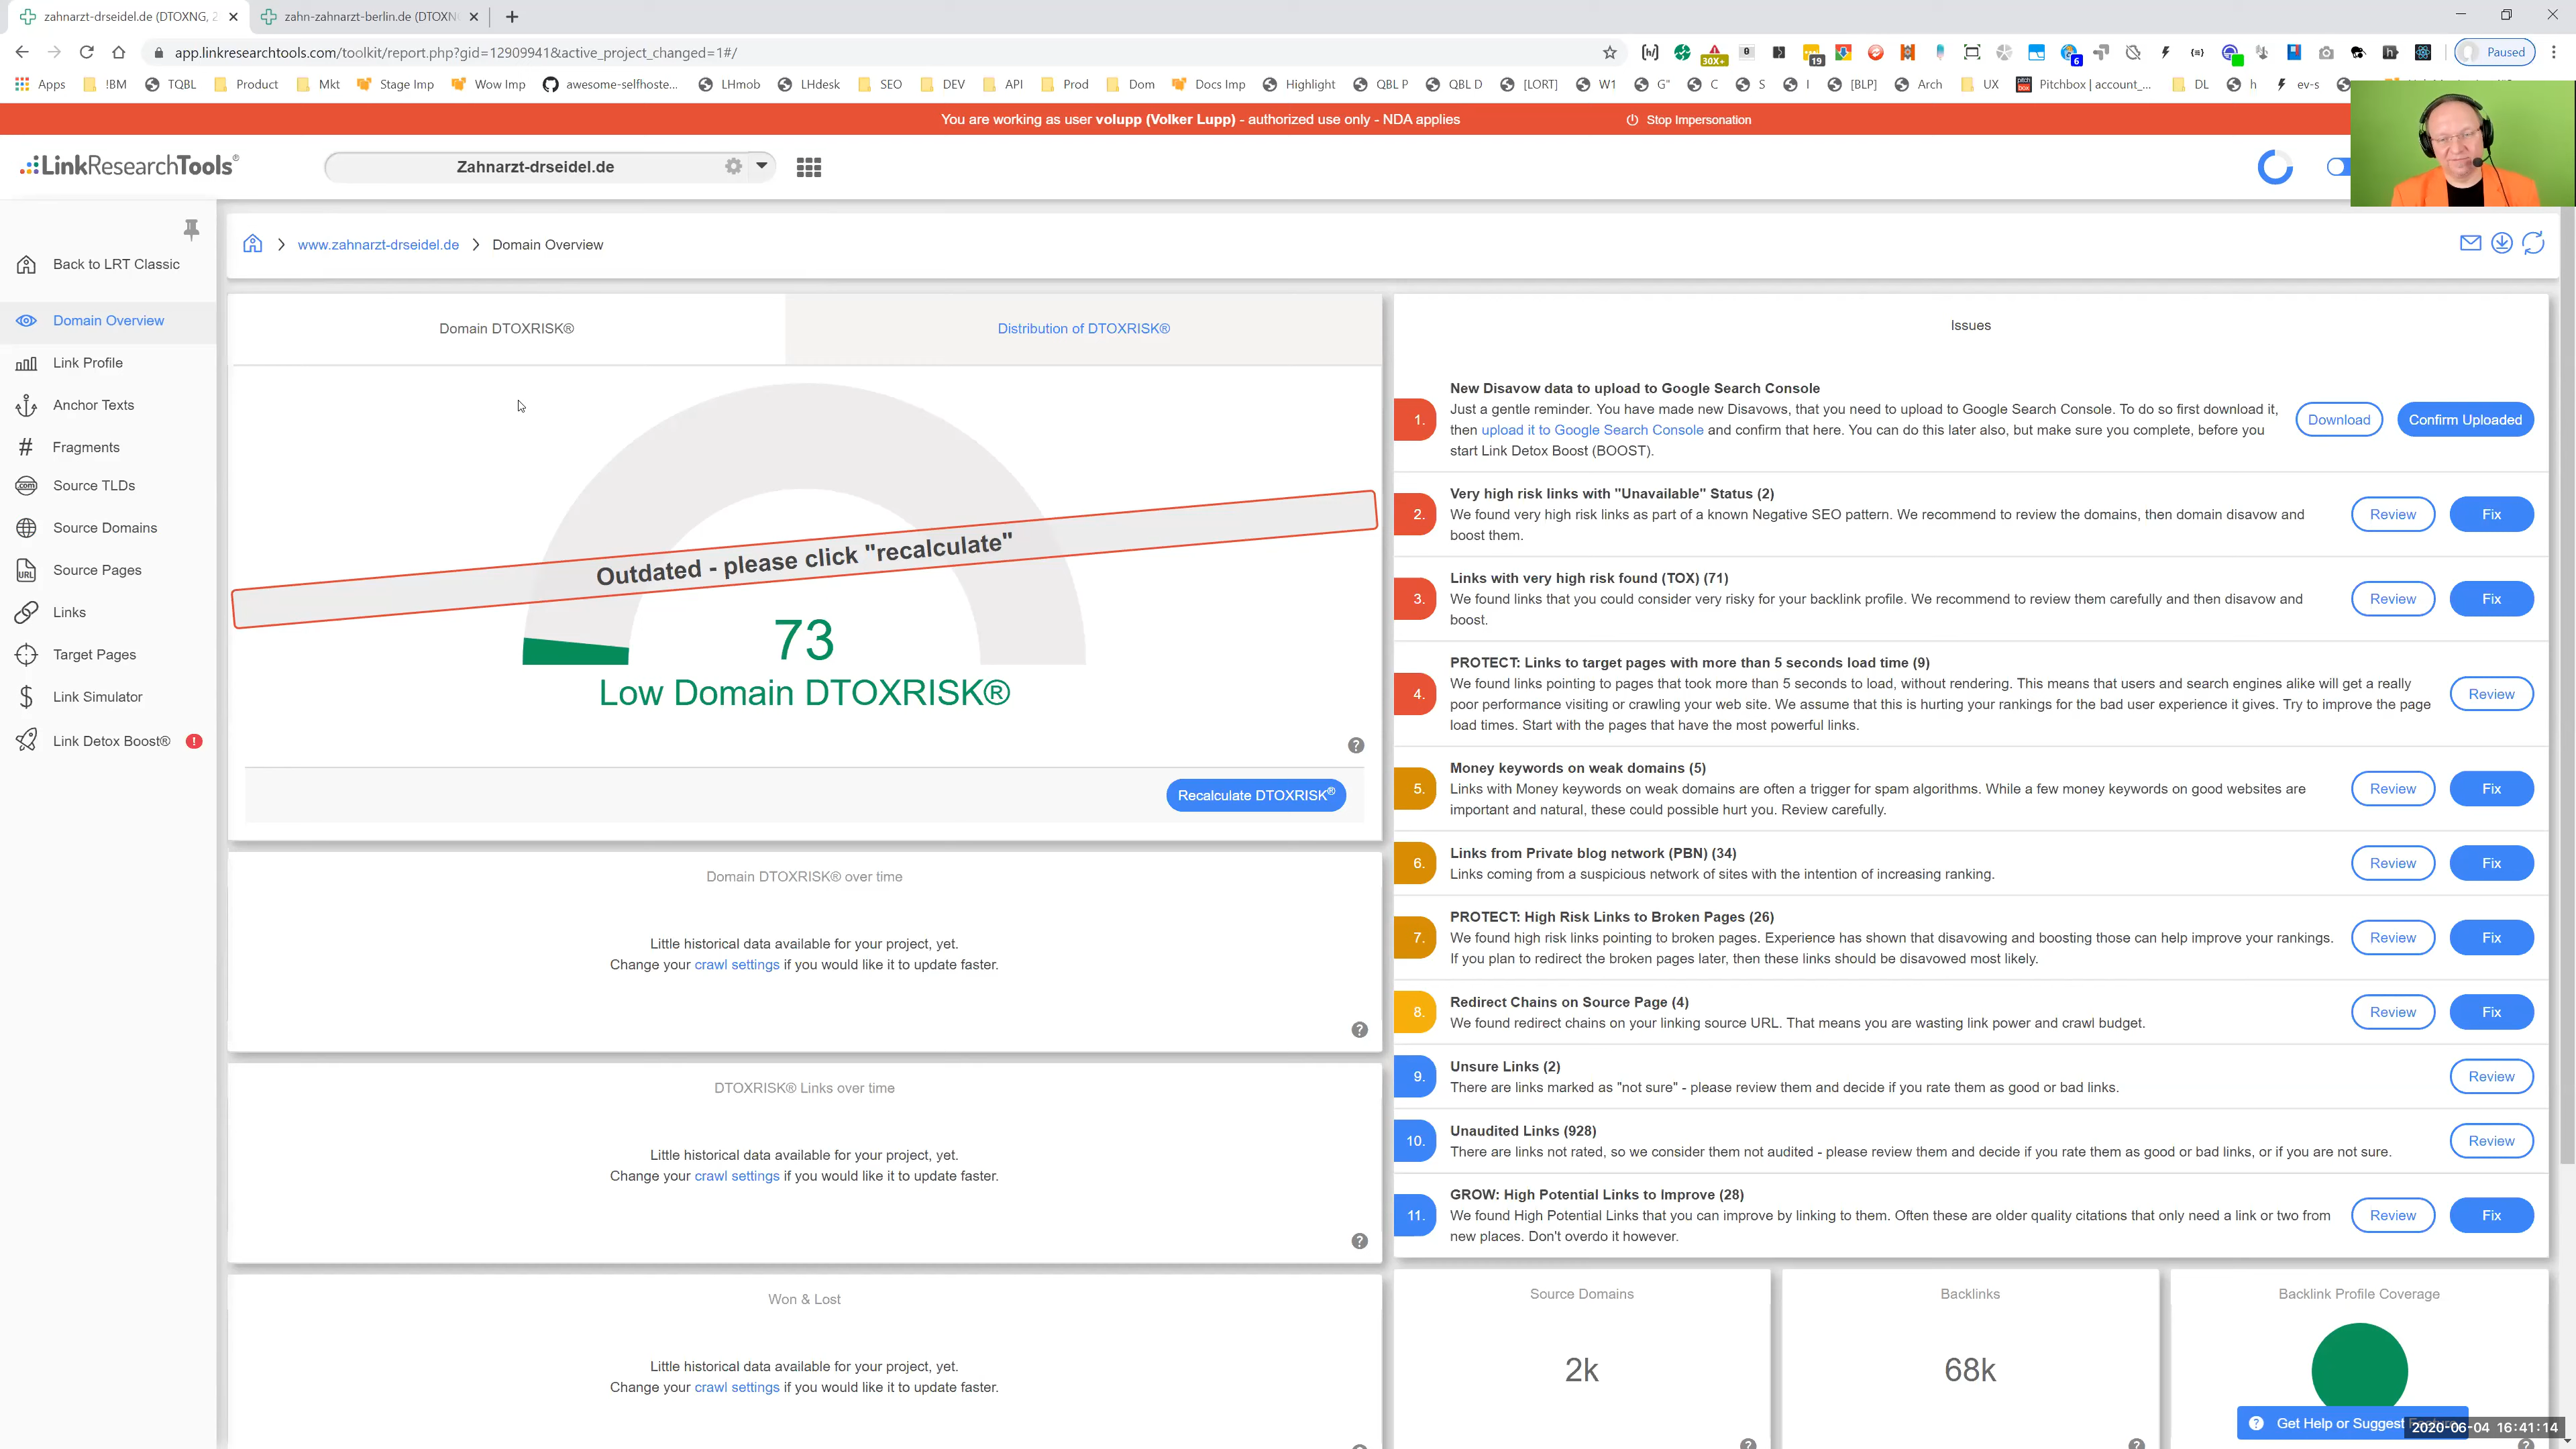 zahnarzt-drseidel.de (DTOXNG, 2
zahn-zahnarzt-berlin.de (DTOXN
app.linkresearchtools.com/toolkit/report.php?gid=12909941&active_project_changed=1#/
30X+
19
6
Paused
Apps
!BM
TQBL
Product
Mkt
Stage Imp
Wow Imp
awesome-selfhoste...
LHmob
LHdesk
SEO
DEV
API
Prod
Dom
Docs Imp
Highlight
QBL P
QBL D
[LORT]
W1
G"
C
S
I
[BLP]
Arch
UX
Pitchbox | account_...
DL
h
ev-s
You are working as user volupp (Volker Lupp) - authorized use only - NDA applies
Stop Impersonation
LinkResearchTools®
Zahnarzt-drseidel.de
Back to LRT Classic
Domain Overview
Link Profile
Anchor Texts
Fragments
Source TLDs
Source Domains
Source Pages
Links
Target Pages
Link Simulator
Link Detox Boost® !
www.zahnarzt-drseidel.de > Domain Overview
Domain DTOXRISK®
Distribution of DTOXRISK®
Outdated - please click "recalculate"
73
Low Domain DTOXRISK®
Recalculate DTOXRISK®
Domain DTOXRISK® over time
Little historical data available for your project, yet.
Change your crawl settings if you would like it to update faster.
DTOXRISK® Links over time
Little historical data available for your project, yet.
Change your crawl settings if you would like it to update faster.
Won & Lost
Little historical data available for your project, yet.
Change your crawl settings if you would like it to update faster.
Issues
1.
New Disavow data to upload to Google Search Console
Just a gentle reminder. You have made new Disavows, that you need to upload to Google Search Console. To do so first download it,
then upload it to Google Search Console and confirm that here. You can do this later also, but make sure you complete, before you
start Link Detox Boost (BOOST).
Download
Confirm Uploaded
2.
Very high risk links with "Unavailable" Status (2)
We found very high risk links as part of a known Negative SEO pattern. We recommend to review the domains, then domain disavow and
boost them.
Review
Fix
3.
Links with very high risk found (TOX) (71)
We found links that you could consider very risky for your backlink profile. We recommend to review them carefully and then disavow and
boost.
Review
Fix
4.
PROTECT: Links to target pages with more than 5 seconds load time (9)
We found links pointing to pages that took more than 5 seconds to load, without rendering. This means that users and search engines alike will get a really
poor performance visiting or crawling your web site. We assume that this is hurting your rankings for the bad user experience it gives. Try to improve the page
load times. Start with the pages that have the most powerful links.
Review
5.
Money keywords on weak domains (5)
Links with Money keywords on weak domains are often a trigger for spam algorithms. While a few money keywords on good websites are
important and natural, these could possible hurt you. Review carefully.
Review
Fix
6.
Links from Private blog network (PBN) (34)
Links coming from a suspicious network of sites with the intention of increasing ranking.
Review
Fix
7.
PROTECT: High Risk Links to Broken Pages (26)
We found high risk links pointing to broken pages. Experience has shown that disavowing and boosting those can help improve your rankings.
If you plan to redirect the broken pages later, then these links should be disavowed most likely.
Review
Fix
8.
Redirect Chains on Source Page (4)
We found redirect chains on your linking source URL. That means you are wasting link power and crawl budget.
Review
Fix
9.
Unsure Links (2)
There are links marked as "not sure" - please review them and decide if you rate them as good or bad links.
Review
10.
Unaudited Links (928)
There are links not rated, so we consider them not audited - please review them and decide if you rate them as good or bad links, or if you are not sure.
Review
11.
GROW: High Potential Links to Improve (28)
We found High Potential Links that you can improve by linking to them. Often these are older quality citations that only need a link or two from
new places. Don't overdo it however.
Review
Fix
Source Domains
2k
Backlinks
68k
Backlink Profile Coverage
Get Help or Suggest
2020-06-04 16:41:14